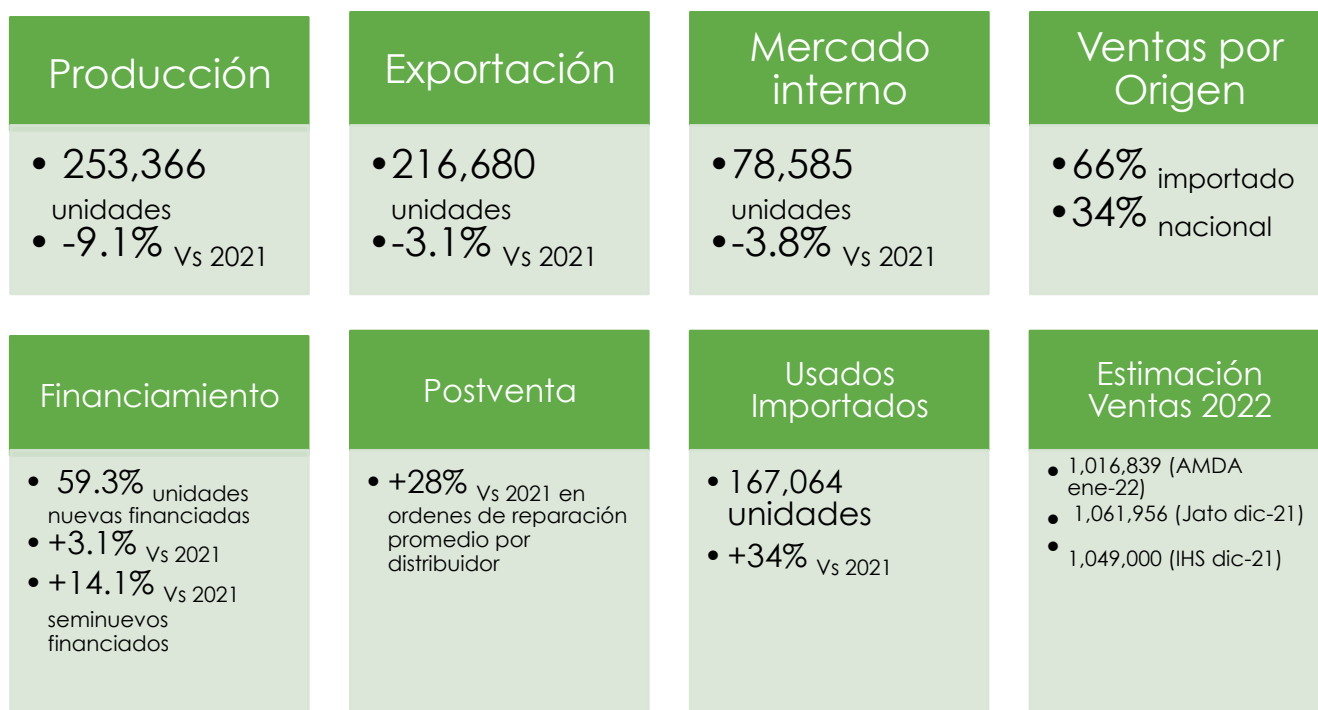 Producción
• 253,366
unidades
• -9.1% Vs 2021
Exportación
•216,680
unidades
•-3.1% Vs 2021
Mercado
interno
•78,585
unidades
•-3.8% Vs 2021
Ventas por
Origen
•66% importado
•34% nacional
Financiamiento
• 59.3% unidades
nuevas financiadas
• +3.1% Vs 2021
• +14.1% Vs 2021
seminuevos
financiados
Postventa
• +28% Vs 2021 en
ordenes de reparación
promedio por
distribuidor
Usados
Importados
• 167,064
unidades
• +34% Vs 2021
Estimación
Ventas 2022
• 1,016,839 (AMDA
ene-22)
• 1,061,956 (Jato dic-21)
• 1,049,000 (IHS dic-21)